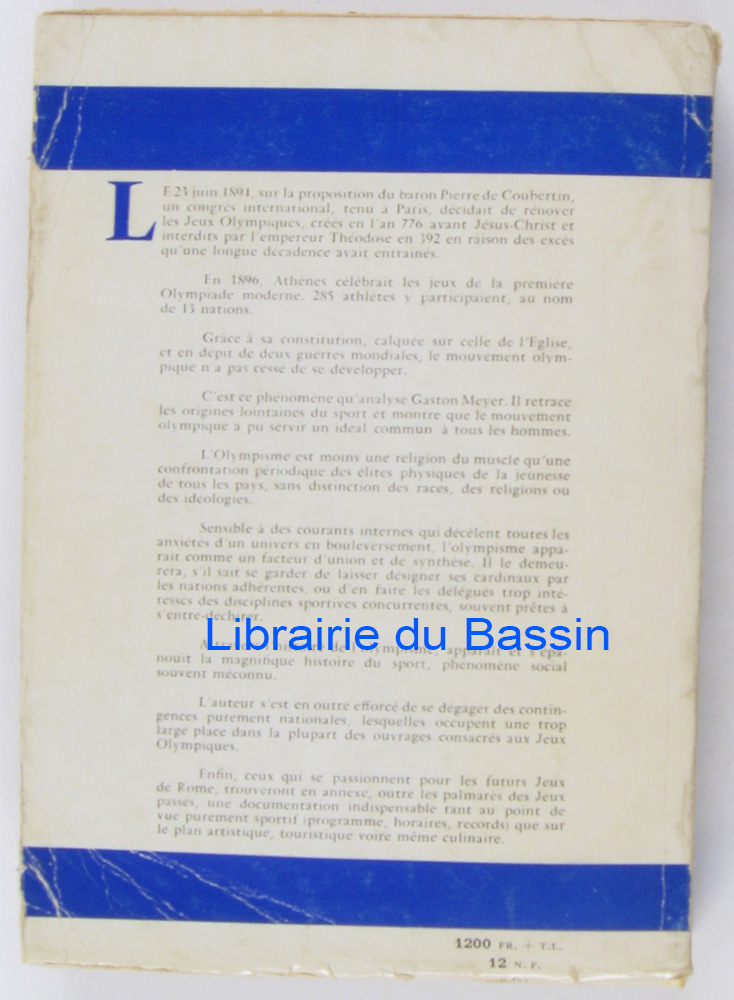 LE 23 juin 1894, sur la proposition du baron Pierre de Coubertin,
un congrès international, tenu à Paris, décidait de rénover
les Jeux Olympiques, créés en l'an 776 avant Jésus-Christ et
interdits par l'empereur Théodose en 392 en raison des excès
qu'une longue décadence avait entraînés.
En 1896, Athènes célébrait les jeux de la première
Olympiade moderne. 285 athlètes y participaient, au nom
de 13 nations.
Grâce à sa constitution, calquée sur celle de l'Eglise,
et en dépit de deux guerres mondiales, le mouvement olym-
pique n'a pas cessé de se développer.
C'est ce phénomène qu'analyse Gaston Meyer. Il retrace
les origines lointaines du sport et montre que le mouvement
olympique a pu servir un idéal commun à tous les hommes.
L'Olympisme est moins une religion du muscle qu'une
confrontation périodique des élites physiques de la jeunesse
de tous les pays, sans distinction des races, des religions ou
des idéologies.
Sensible à des courants internes qui décèlent toutes les
anxiétés d'un univers en bouleversement, l'olympisme appa-
raît comme un facteur d'union et de synthèse. Il le demeu-
rera, s'il sait se garder de laisser désigner ses cardinaux par
les nations adhérentes, ou d'en faire les délégués trop inté-
ressés des disciplines sportives concurrentes, souvent prêtes à
s'entre-déchirer.
Librairie du Bassin
de l'olympisme, apparaît et s'épa-
nouit la magnifique histoire du sport, phénomène social
souvent méconnu.
L'auteur s'est en outre efforcé de se dégager des contin-
gences purement nationales, lesquelles occupent une trop
large place dans la plupart des ouvrages consacrés aux Jeux
Olympiques.
Enfin, ceux qui se passionnent pour les futurs Jeux
de Rome, trouveront en annexe, outre les palmarès des Jeux
passés, une documentation indispensable tant au point de
vue purement sportif (programme, horaires, records) que sur
le plan artistique, touristique voire même culinaire.
1200 FR. + T.L.
12 N. F.